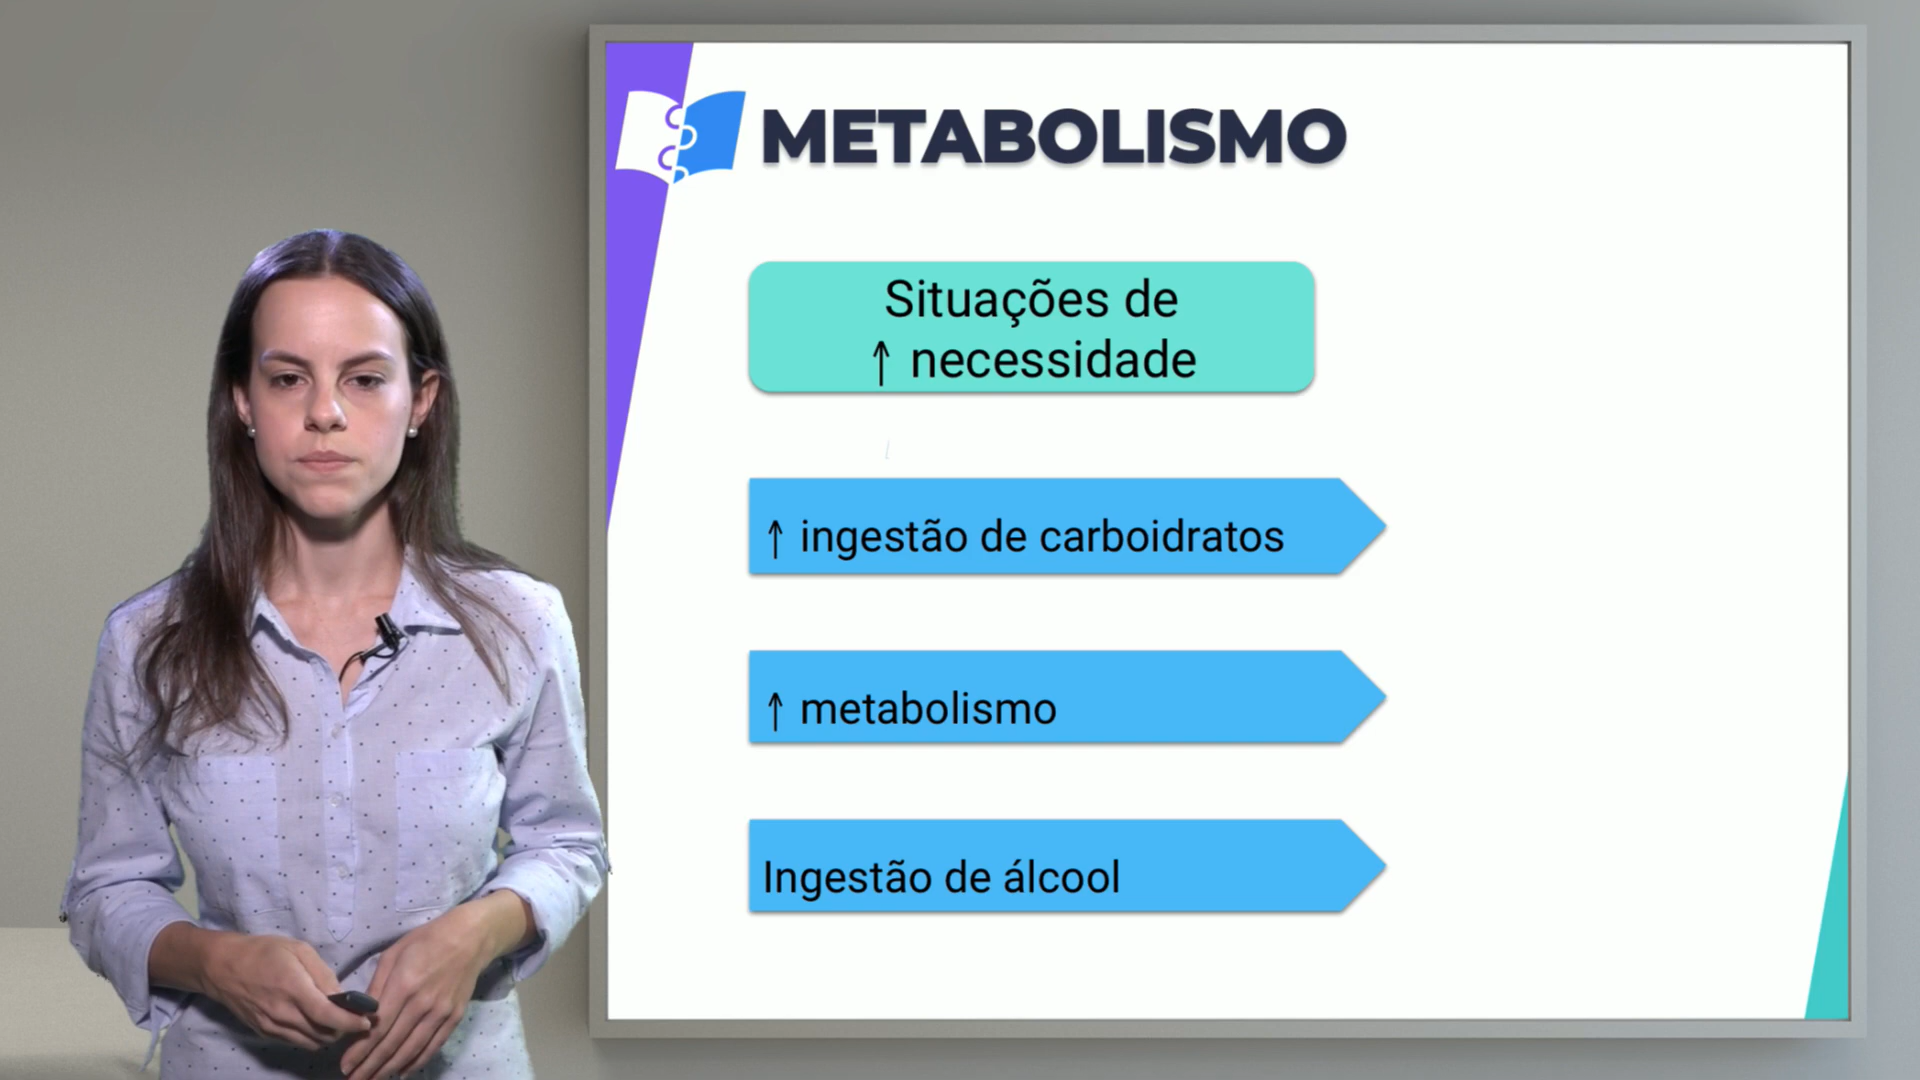 METABOLISMO
Situações de
↑ necessidade
↑ ingestão de carboidratos
↑ metabolismo
Ingestão de álcool